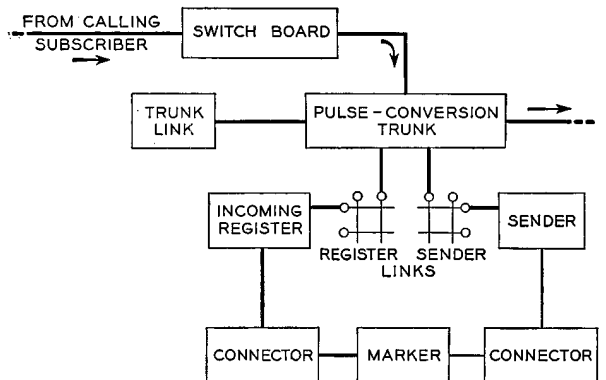 FROM CALLING
SUBSCRIBER
SWITCH BOARD
TRUNK
LINK
PULSE-CONVERSION
TRUNK
INCOMING
REGISTER
REGISTER SENDER
LINKS
SENDER
CONNECTOR
MARKER
CONNECTOR